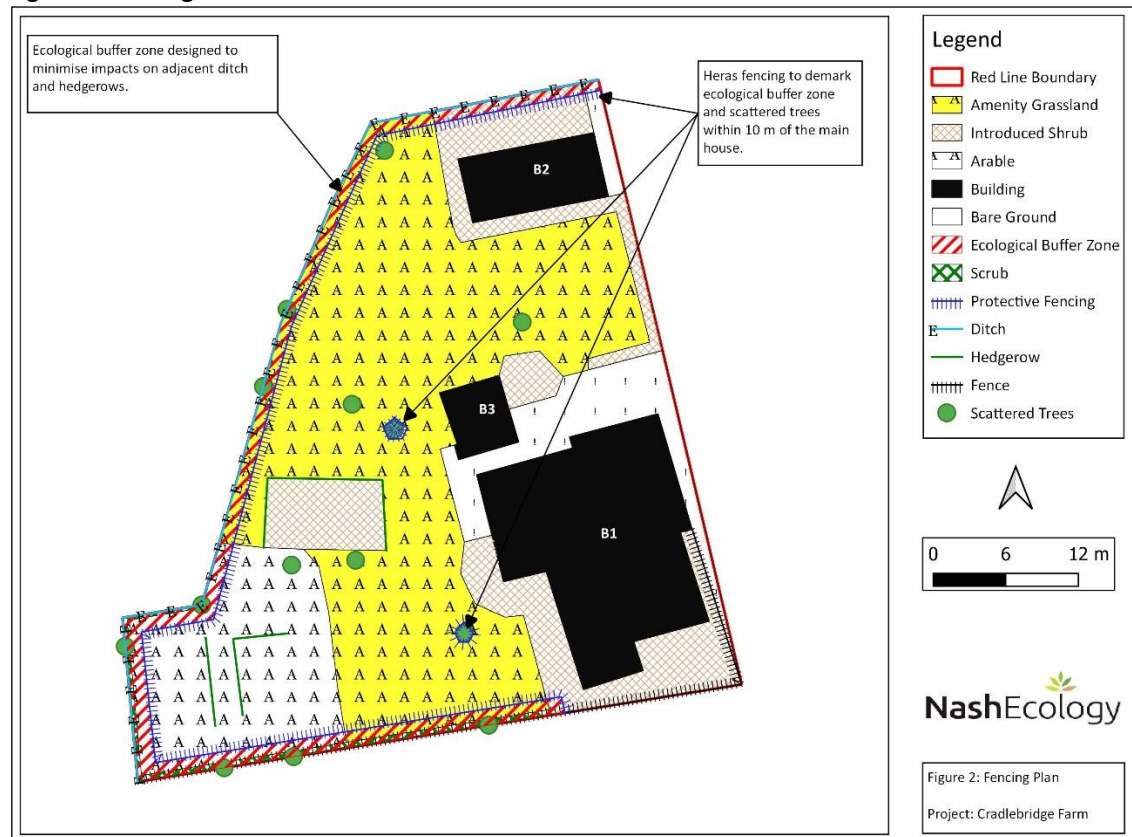 Ecological buffer zone designed to
minimise impacts on adjacent ditch
and hedgerows.
Heras fencing to demark
ecological buffer zone
and scattered trees
within 10 m of the main
house.
B2
B3
B1
Legend
Red Line Boundary
A A Amenity Grassland
Introduced Shrub
A A Arable
Building
Bare Ground
Ecological Buffer Zone
Scrub
Protective Fencing
E Ditch
Hedgerow
Fence
Scattered Trees
0 6 12 m
NashEcology
Figure 2: Fencing Plan
Project: Cradlebridge Farm